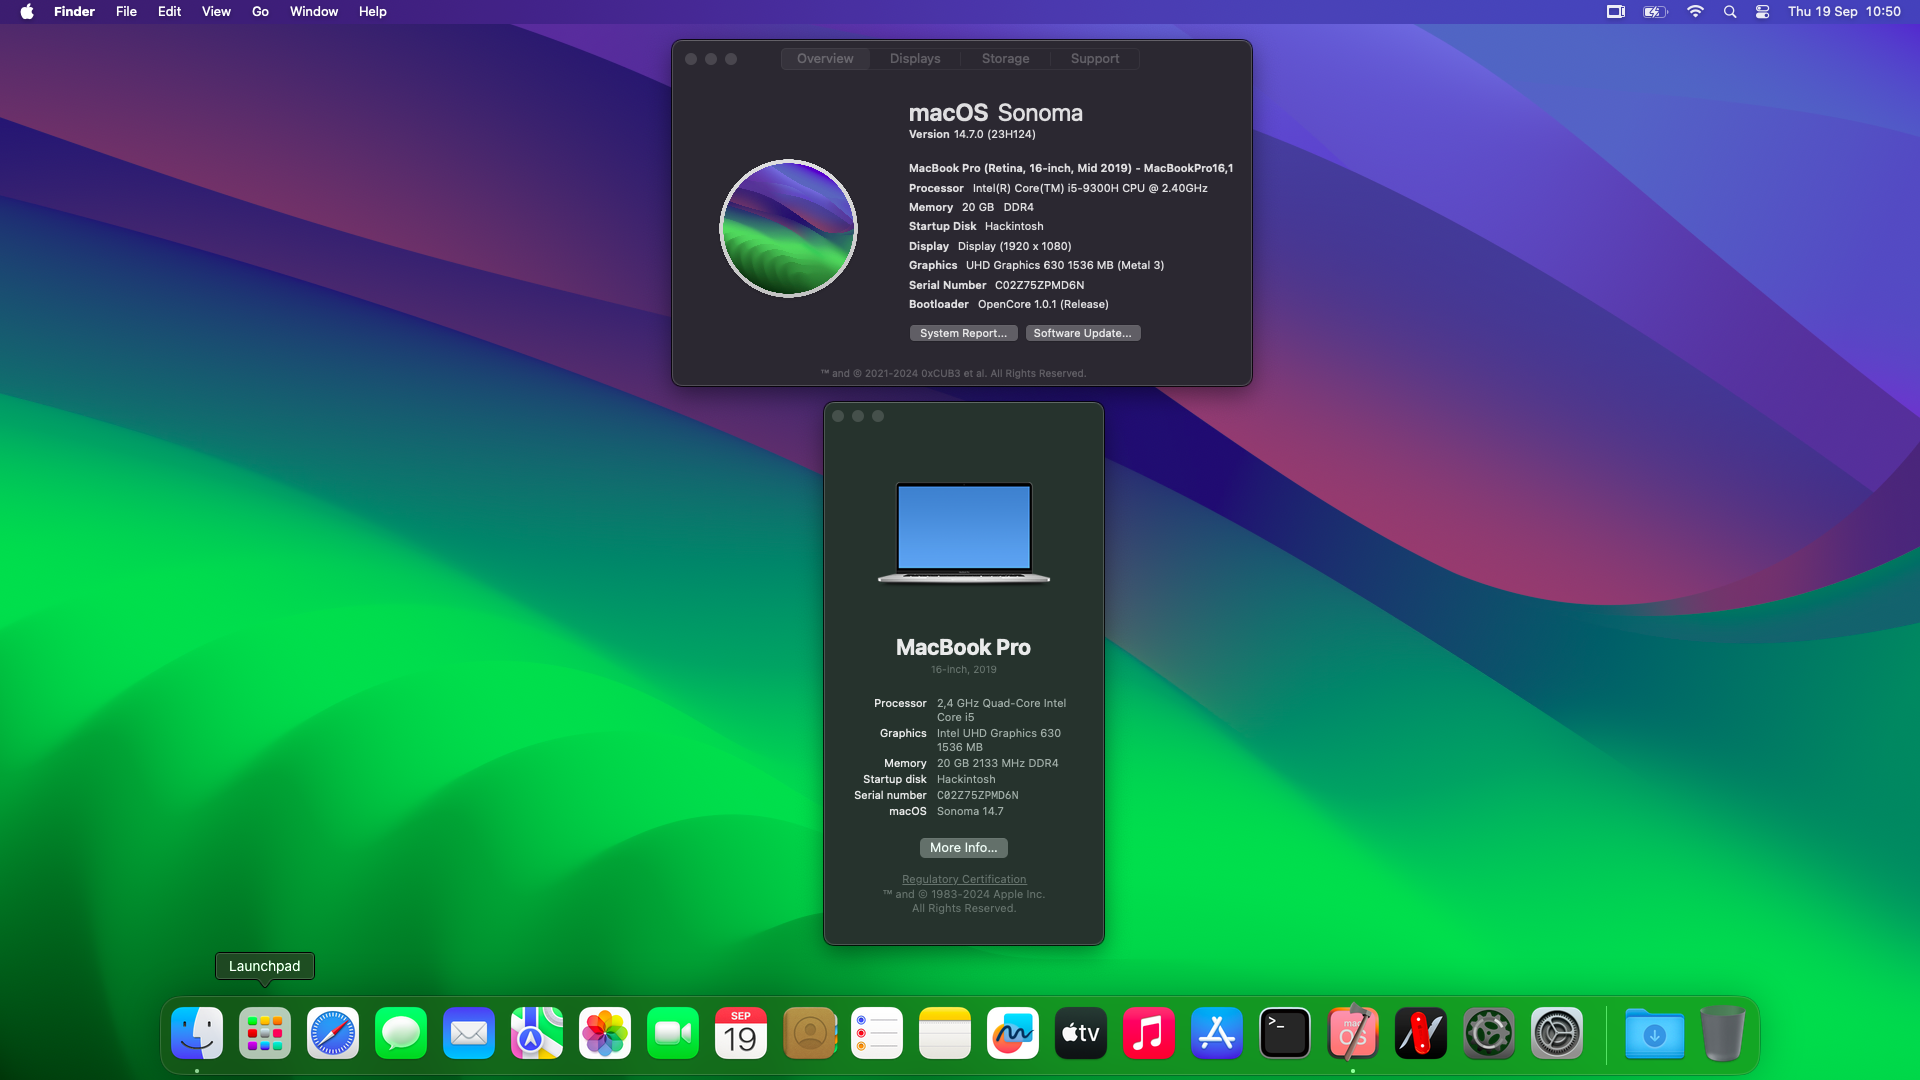 Finder File Edit View Go Window Help
Thu 19 Sep 10:50
Overview Displays Storage Support
macOS Sonoma
Version 14.7.0 (23H124)
MacBook Pro (Retina, 16-inch, Mid 2019) - MacBookPro16,1
Processor Intel(R) Core(TM) i5-9300H CPU @ 2.40GHz
Memory 20 GB DDR4
Startup Disk Hackintosh
Display Display (1920 x 1080)
Graphics UHD Graphics 630 1536 MB (Metal 3)
Serial Number C02Z75ZPMD6N
Bootloader OpenCore 1.0.1 (Release)
System Report... Software Update...
™ and © 2021-2024 0xCUB3 et al. All Rights Reserved.
MacBook Pro
16-inch, 2019
Processor 2,4 GHz Quad-Core Intel
Core i5
Graphics Intel UHD Graphics 630
1536 MB
Memory 20 GB 2133 MHz DDR4
Startup disk Hackintosh
Serial number C02Z75ZPMD6N
macOS Sonoma 14.7
More Info...
Regulatory Certification
™ and © 1983-2024 Apple Inc.
All Rights Reserved.
Launchpad
SEP
19
tv
>_
macOS